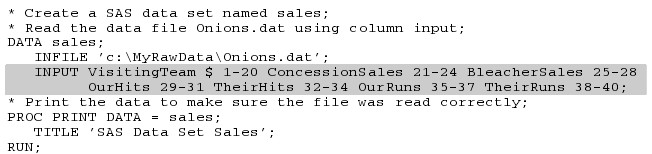 * Create a SAS data set named sales;
* Read the data file Onions.dat using column input;
DATA sales;
INFILE 'c:\MyRawData\Onions.dat';
INPUT VisitingTeam $ 1-20 ConcessionSales 21-24 BleacherSales 25-28
OurHits 29-31 TheirHits 32-34 OurRuns 35-37 TheirRuns 38-40;
* Print the data to make sure the file was read correctly;
PROC PRINT DATA = sales;
TITLE 'SAS Data Set Sales';
RUN;